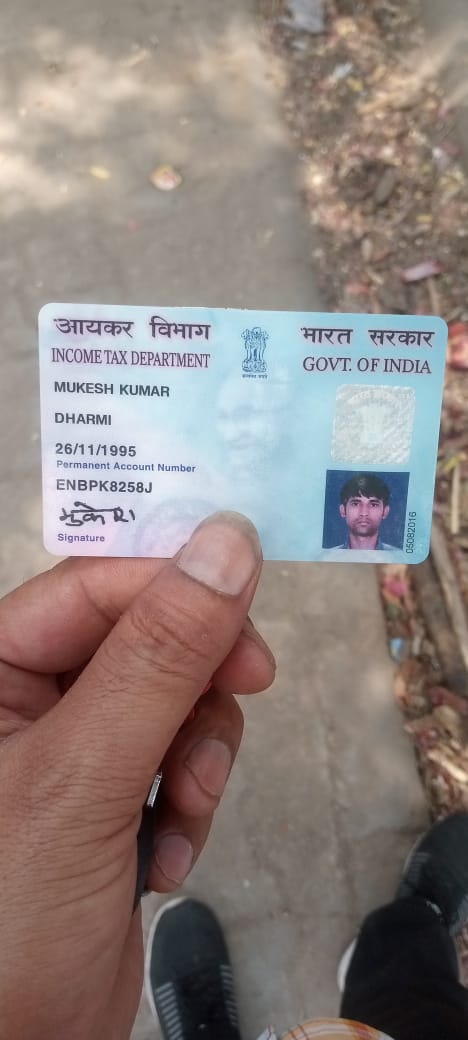 आयकर विभाग
INCOME TAX DEPARTMENT
भारत सरकार
GOVT. OF INDIA
MUKESH KUMAR
DHARMI
26/11/1995
Permanent Account Number
ENBPK8258J
Signature
05082016